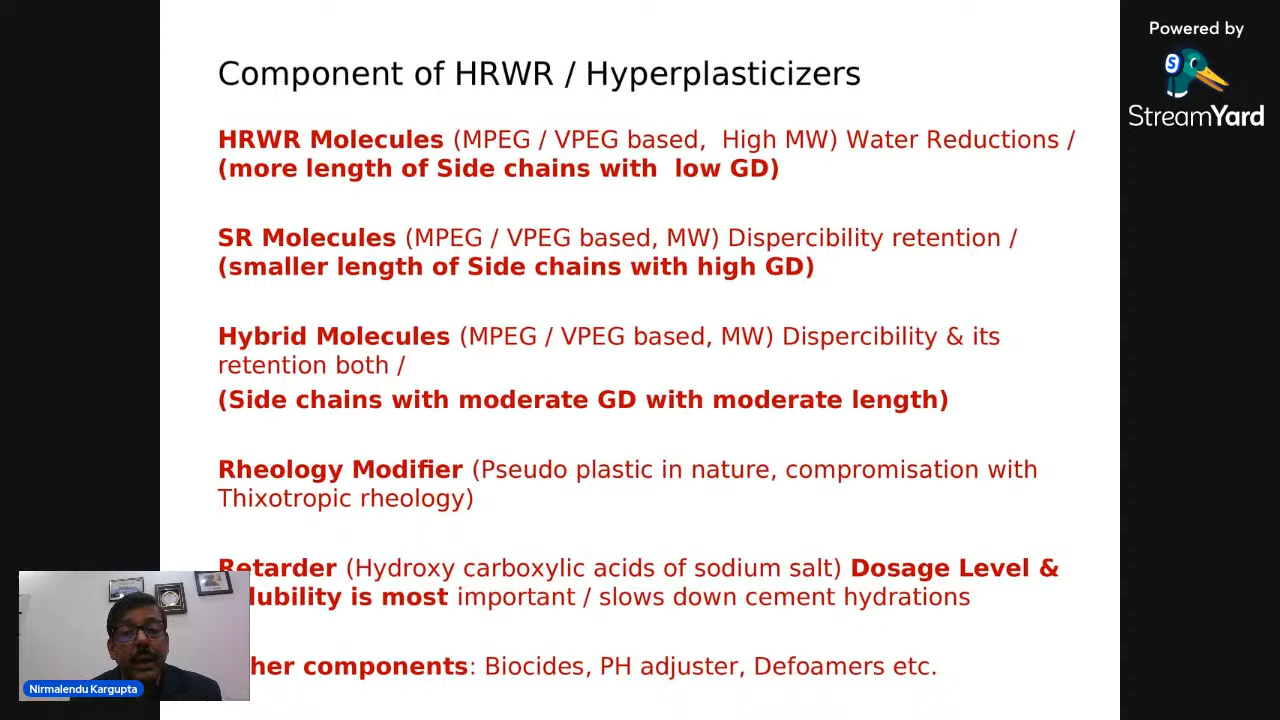 Component of HRWR / Hyperplasticizers
HRWR Molecules (MPEG / VPEG based, High MW) Water Reductions /
(more length of Side chains with low GD)
SR Molecules (MPEG / VPEG based, MW) Dispercibility retention /
(smaller length of Side chains with high GD)
Hybrid Molecules (MPEG / VPEG based, MW) Dispercibility & its
retention both /
(Side chains with moderate GD with moderate length)
Rheology Modifier (Pseudo plastic in nature, compromisation with
Thixotropic rheology)
Retarder (Hydroxy carboxylic acids of sodium salt) Dosage Level &
lubility is most important / slows down cement hydrations
her components: Biocides, PH adjuster, Defoamers etc.
Nirmalendu Kargupta
Powered by
S
StreamYard